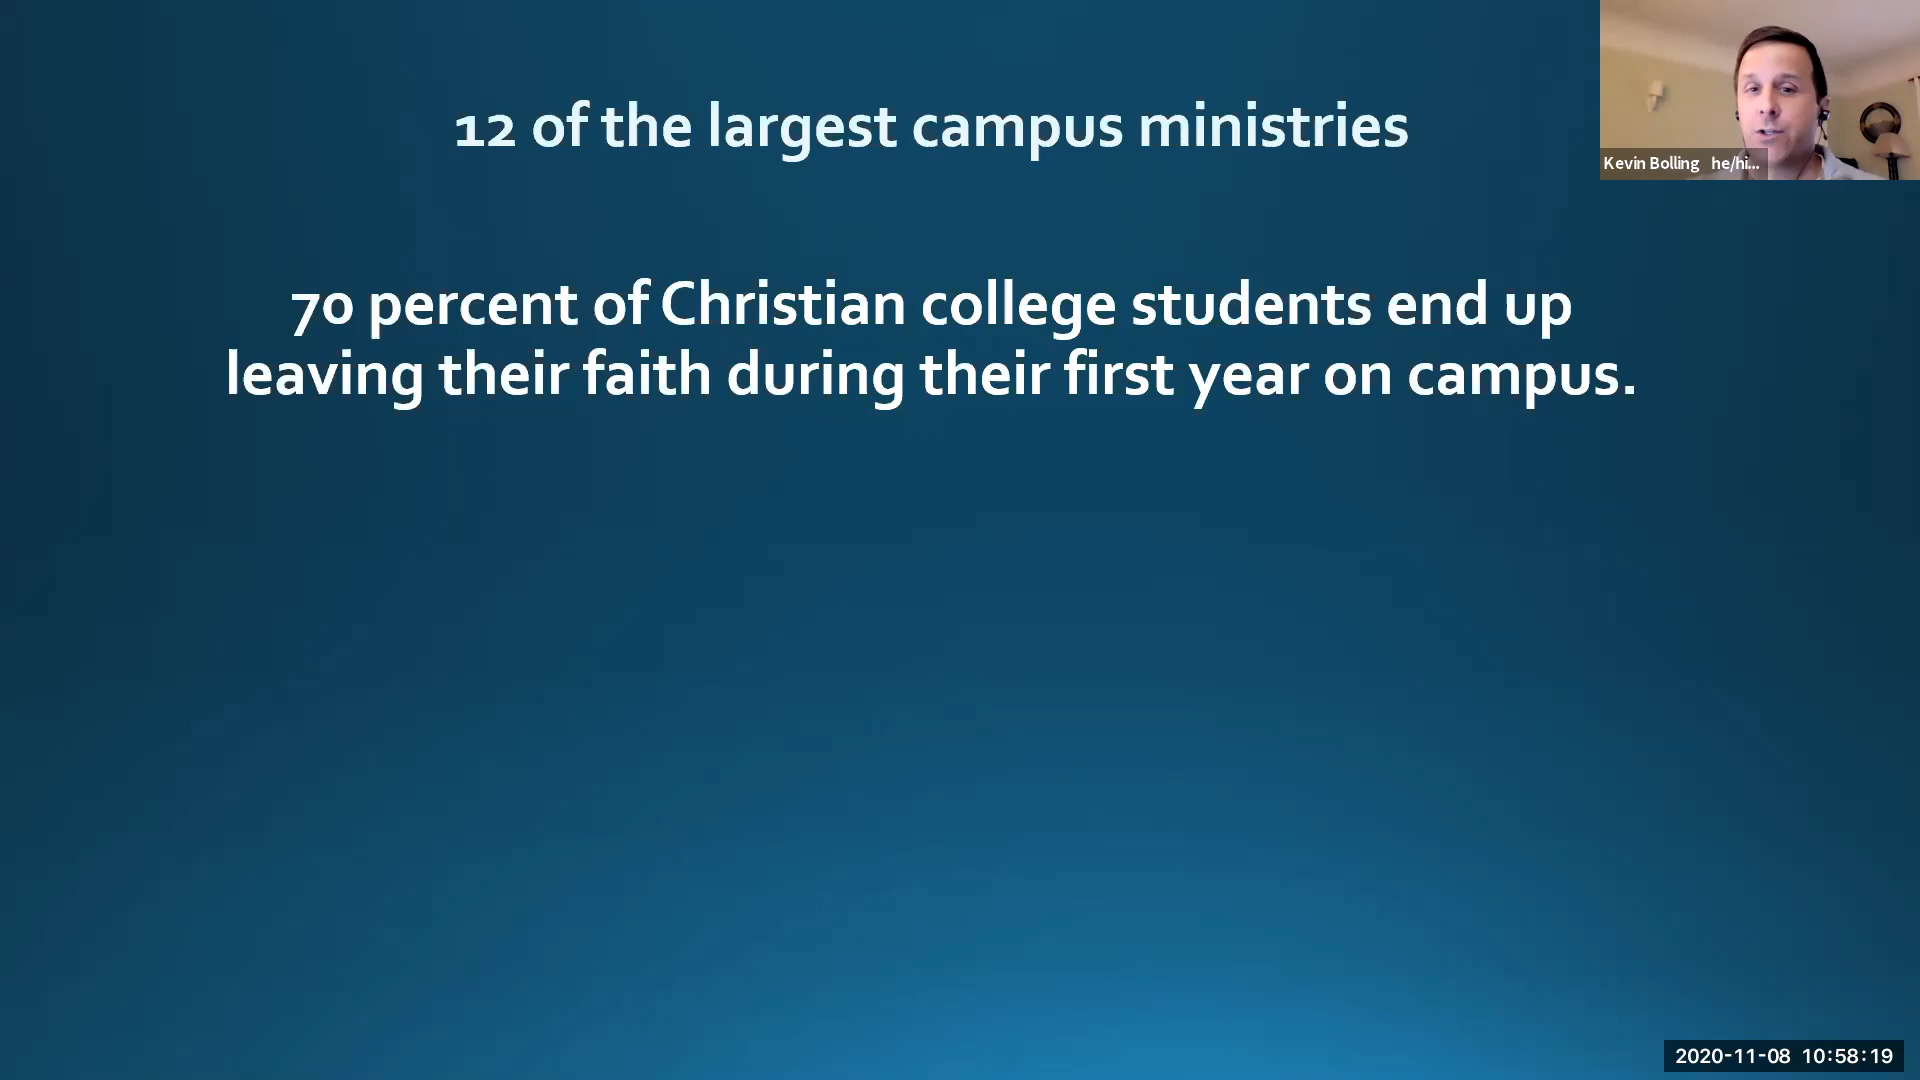 12 of the largest campus ministries
Kevin Bolling he/hi...
70 percent of Christian college students end up
leaving their faith during their first year on campus.
2020-11-08 10:58:19